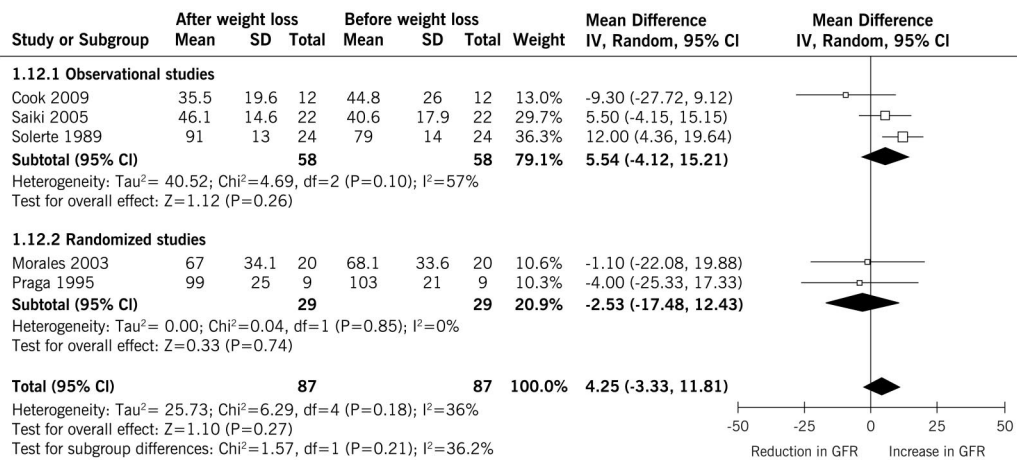 After weight loss Before weight loss Mean Difference Mean Difference
Study or Subgroup Mean SD Total Mean SD Total Weight IV, Random, 95% CI IV, Random, 95% CI
1.12.1 Observational studies
Cook 2009 35.5 19.6 12 44.8 26 12 13.0% -9.30 (-27.72, 9.12)
Saiki 2005 46.1 14.6 22 40.6 17.9 22 29.7% 5.50 (-4.15, 15.15)
Solerte 1989 91 13 24 79 14 24 36.3% 12.00 (4.36, 19.64)
Subtotal (95% CI) 58 58 79.1% 5.54 (-4.12, 15.21)
Heterogeneity: Tau²= 40.52; Chi²=4.69, df=2 (P=0.10); I²=57%
Test for overall effect: Z=1.12 (P=0.26)
1.12.2 Randomized studies
Morales 2003 67 34.1 20 68.1 33.6 20 10.6% -1.10 (-22.08, 19.88)
Praga 1995 99 25 9 103 21 9 10.3% -4.00 (-25.33, 17.33)
Subtotal (95% CI) 29 29 20.9% -2.53 (-17.48, 12.43)
Heterogeneity: Tau²= 0.00; Chi²=0.04, df=1 (P=0.85); I²=0%
Test for overall effect: Z=0.33 (P=0.74)
Total (95% CI) 87 87 100.0% 4.25 (-3.33, 11.81)
Heterogeneity: Tau²= 25.73; Chi²=6.29, df=4 (P=0.18); I²=36%
Test for overall effect: Z=1.10 (P=0.27)
Test for subgroup differences: Chi²=1.57, df=1 (P=0.21); I²=36.2%
-50 -25 0 25 50
Reduction in GFR Increase in GFR